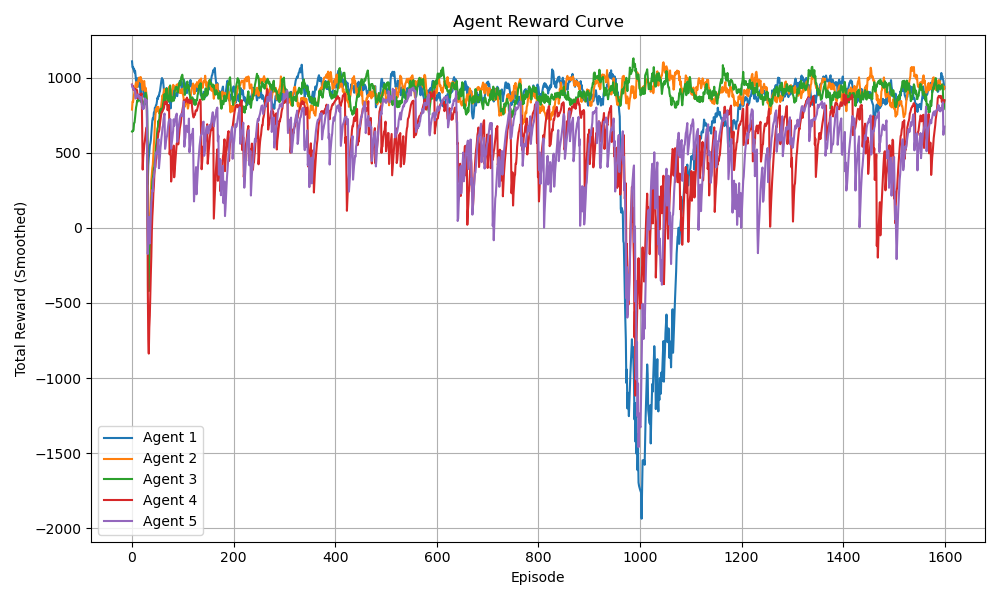 Agent Reward Curve
Total Reward (Smoothed)
1000
500
0
−500
−1000
−1500
−2000
Agent 1
Agent 2
Agent 3
Agent 4
Agent 5
0 200 400 600 800 1000 1200 1400 1600
Episode